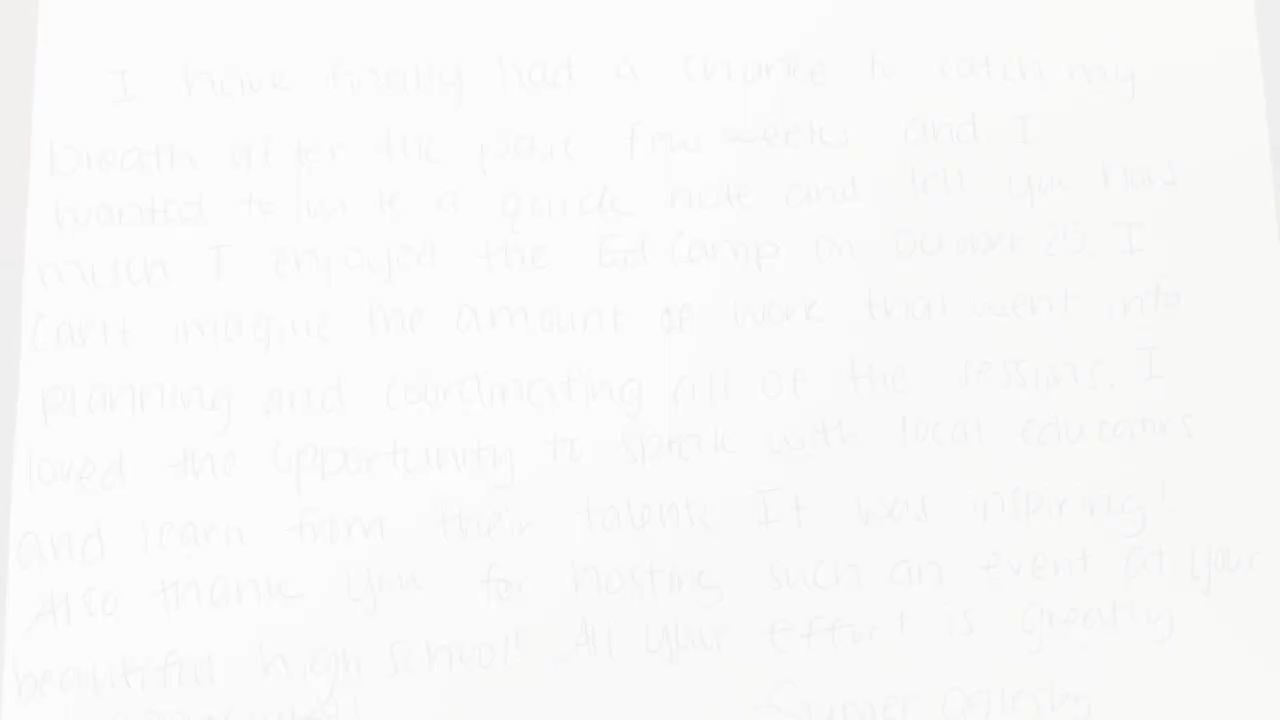 I have finally had a chance to catch my
breath after the past few weeks and I
wanted to write a quick note and tell you how
much I enjoyed the Ed Camp on October 25. I
can't imagine the amount of work that went into
planning and coordinating all of the sessions. I
loved the opportunity to speak with local educators
and learn from their talents. It was inspiring!
Also thank you for hosting such an event at your
beautiful high school! All your effort is greatly
appreciated!